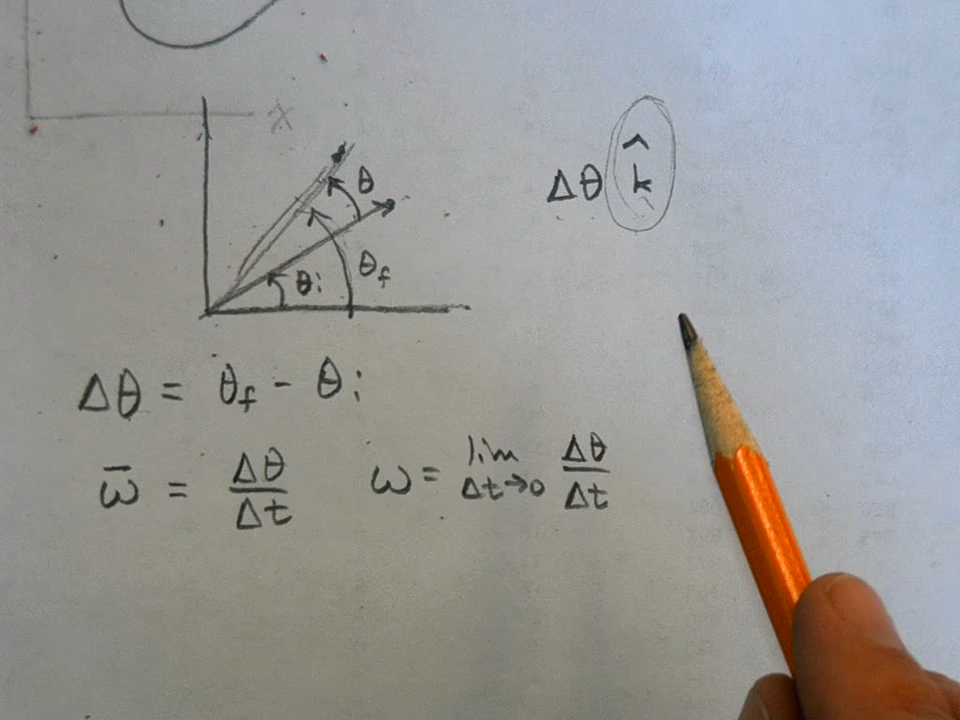 x
Δθ k̂
θ
θf
θi
Δθ = θf - θi
ω̄ = Δθ/Δt ω = lim Δt→0 Δθ/Δt